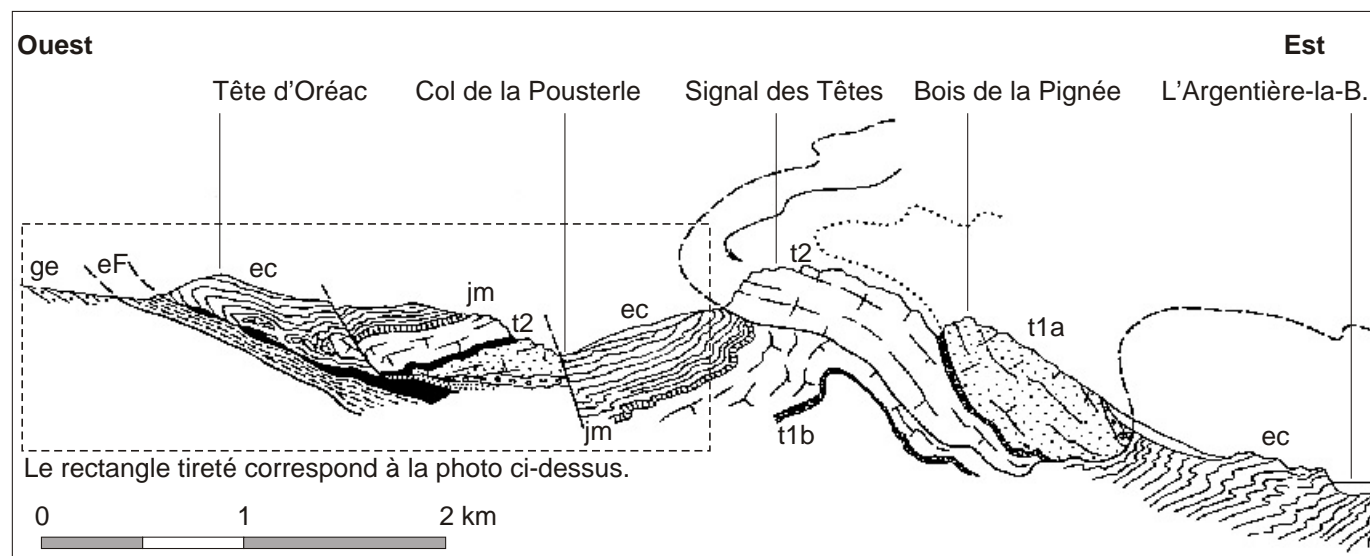 Ouest Est
Tête d’Oréac Col de la Pousterle Signal des Têtes Bois de la Pignée L’Argentière-la-B.
t2
ge eF ec jm ec t1a
t2
jm t1b ec
Le rectangle tireté correspond à la photo ci-dessus.
0 1 2 km